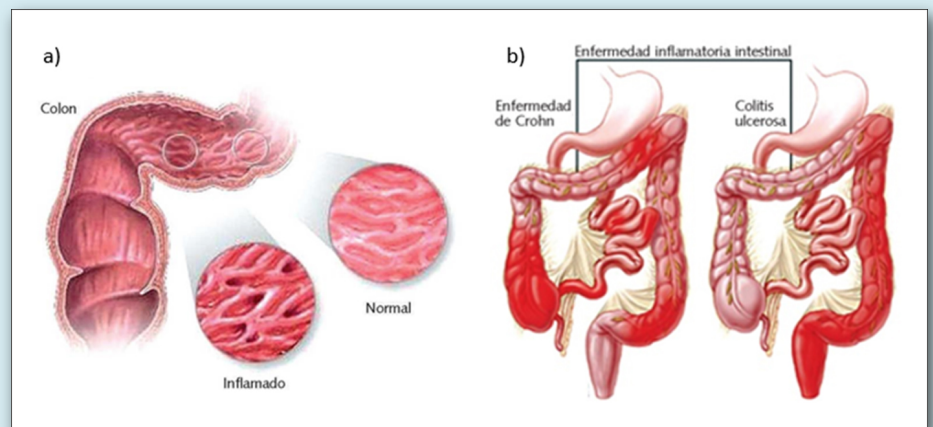 a)
Colon
Normal
Inflamado
b)
Enfermedad inflamatoria intestinal
Enfermedad
de Crohn
Colitis
ulcerosa